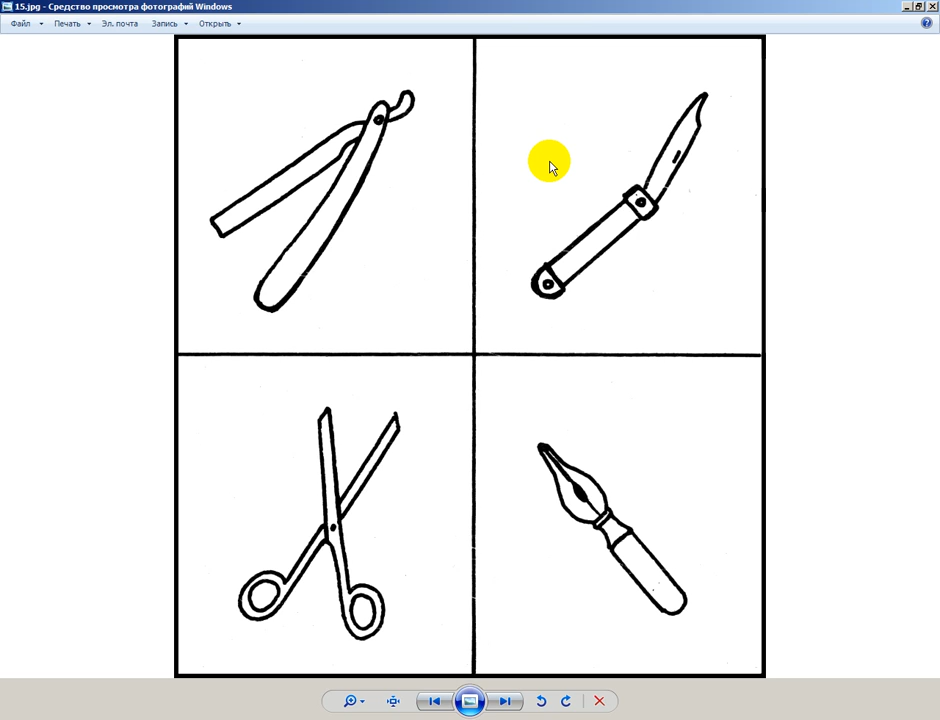 15.jpg - Средство просмотра фотографий Windows
Файл Печать Эл. почта Запись Открыть